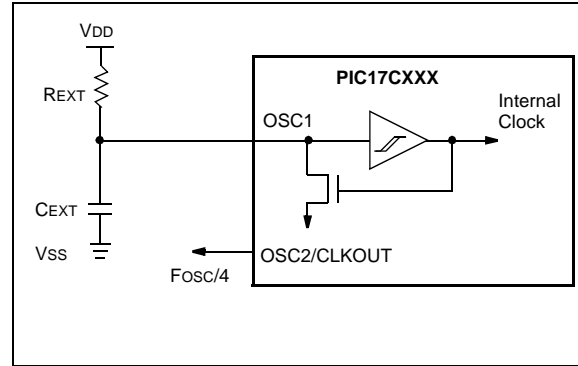 VDD
REXT
PIC17CXXX
Internal
Clock
OSC1
CEXT
VSS
OSC2/CLKOUT
FOSC/4